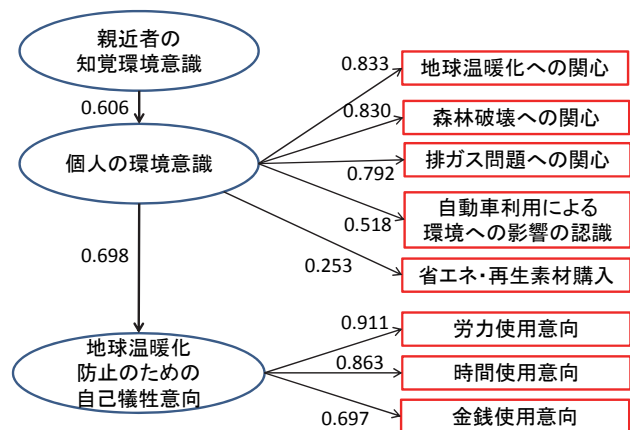 親近者の
知覚環境意識
0.606
個人の環境意識
0.833
地球温暖化への関心
0.830
森林破壊への関心
0.792
排ガス問題への関心
0.518
自動車利用による
環境への影響の認識
0.253
省エネ・再生素材購入
0.698
地球温暖化
防止のための
自己犠牲意向
0.911
労力使用意向
0.863
時間使用意向
0.697
金銭使用意向